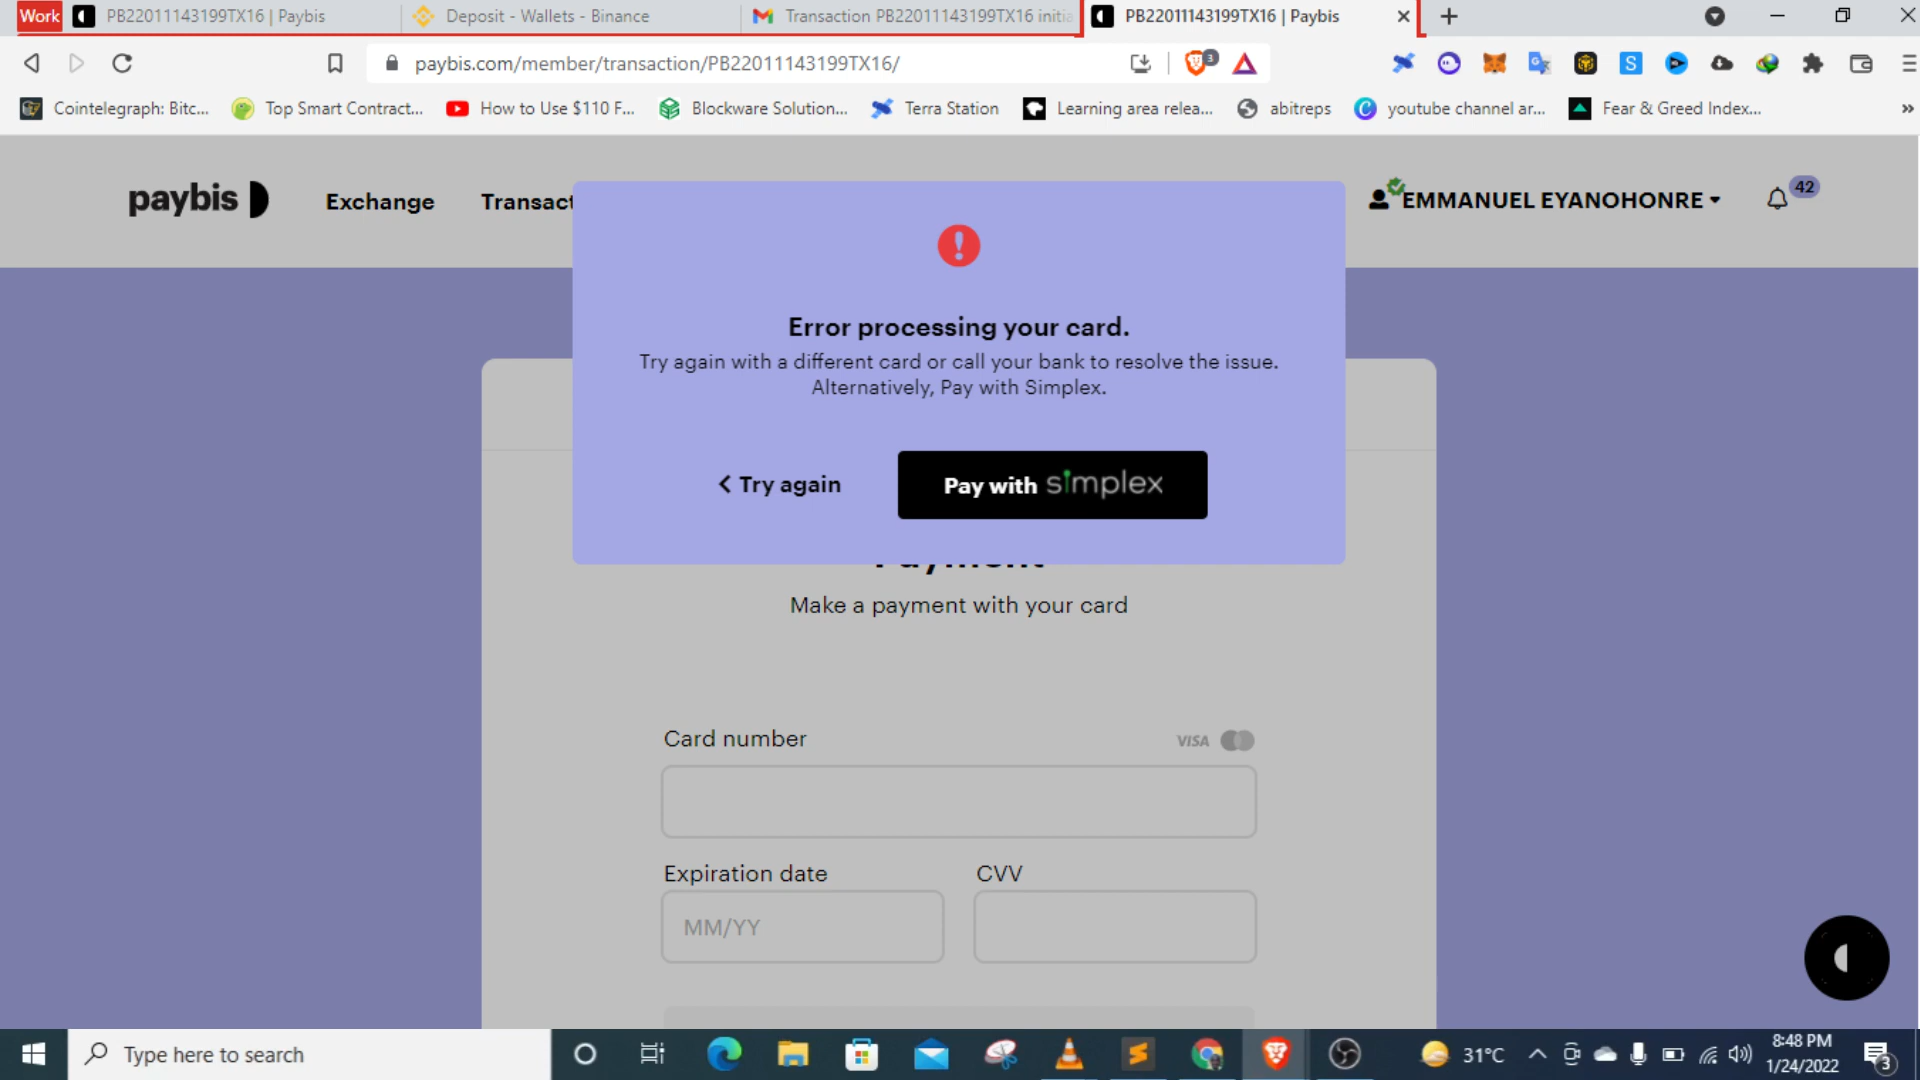 Work
PB22011143199TX16 | Paybis
Deposit - Wallets - Binance
Transaction PB22011143199TX16 initia
PB22011143199TX16 | Paybis
paybis.com/member/transaction/PB22011143199TX16/
3
Cointelegraph: Bitc...
Top Smart Contract...
How to Use $110 F...
Blockware Solution...
Terra Station
Learning area relea...
abitreps
youtube channel ar...
Fear & Greed Index...
»
paybis
Exchange
Transact
EMMANUEL EYANOHONRE
42
Error processing your card.
Try again with a different card or call your bank to resolve the issue.
Alternatively, Pay with Simplex.
Try again
Pay with simplex
Payment
Make a payment with your card
Card number
VISA
Expiration date
CVV
MM/YY
Type here to search
31°C
8:48 PM
1/24/2022
3